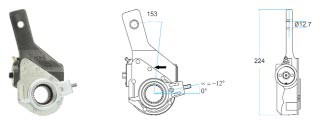 153
∞ = -12°
0°
224
Ø12.7